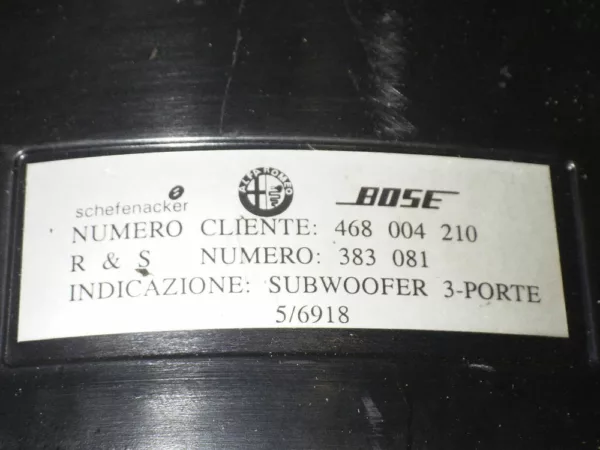 schefenacker ALFA-ROMEO BOSE
NUMERO CLIENTE: 468 004 210
R & S NUMERO: 383 081
INDICAZIONE: SUBWOOFER 3-PORTE
5/6918